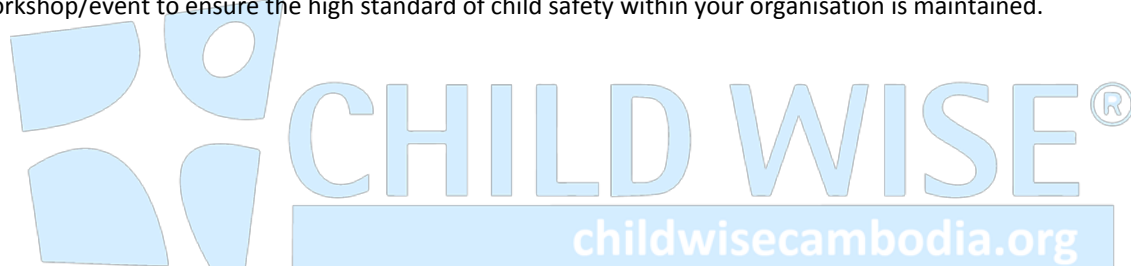 orkshop/event to ensure the high standard of child safety within your organisation is maintained.
CHILD WISE®
childwisecambodia.org